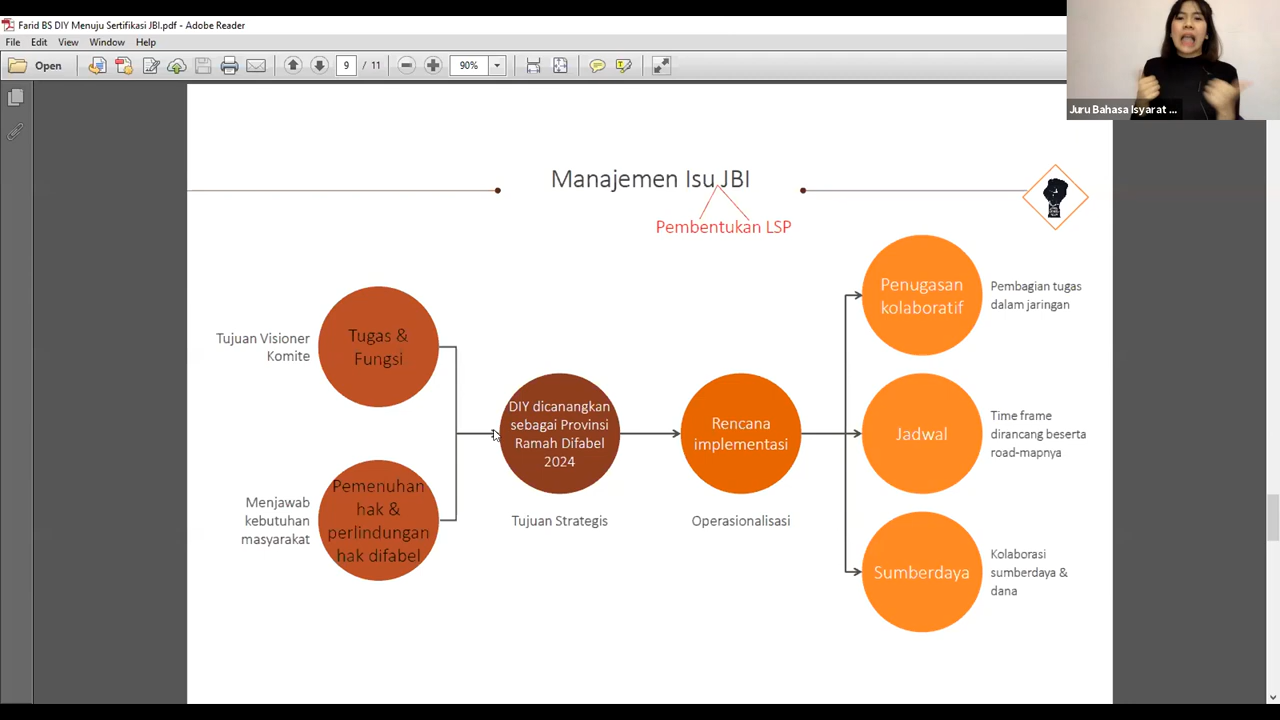 Farid BS DIY Menuju Sertifikasi JBI.pdf - Adobe Reader
File Edit View Window Help
Open 9 / 11 90%
Juru Bahasa Isyarat ...
Manajemen Isu JBI
Pembentukan LSP
Tujuan Visioner
Komite
Tugas &
Fungsi
Menjawab
kebutuhan
masyarakat
Pemenuhan
hak &
perlindungan
hak difabel
DIY dicanangkan
sebagai Provinsi
Ramah Difabel
2024
Tujuan Strategis
Rencana
implementasi
Operasionalisasi
Penugasan
kolaboratif
Pembagian tugas
dalam jaringan
Jadwal
Time frame
dirancang beserta
road-mapnya
Sumberdaya
Kolaborasi
sumberdaya &
dana